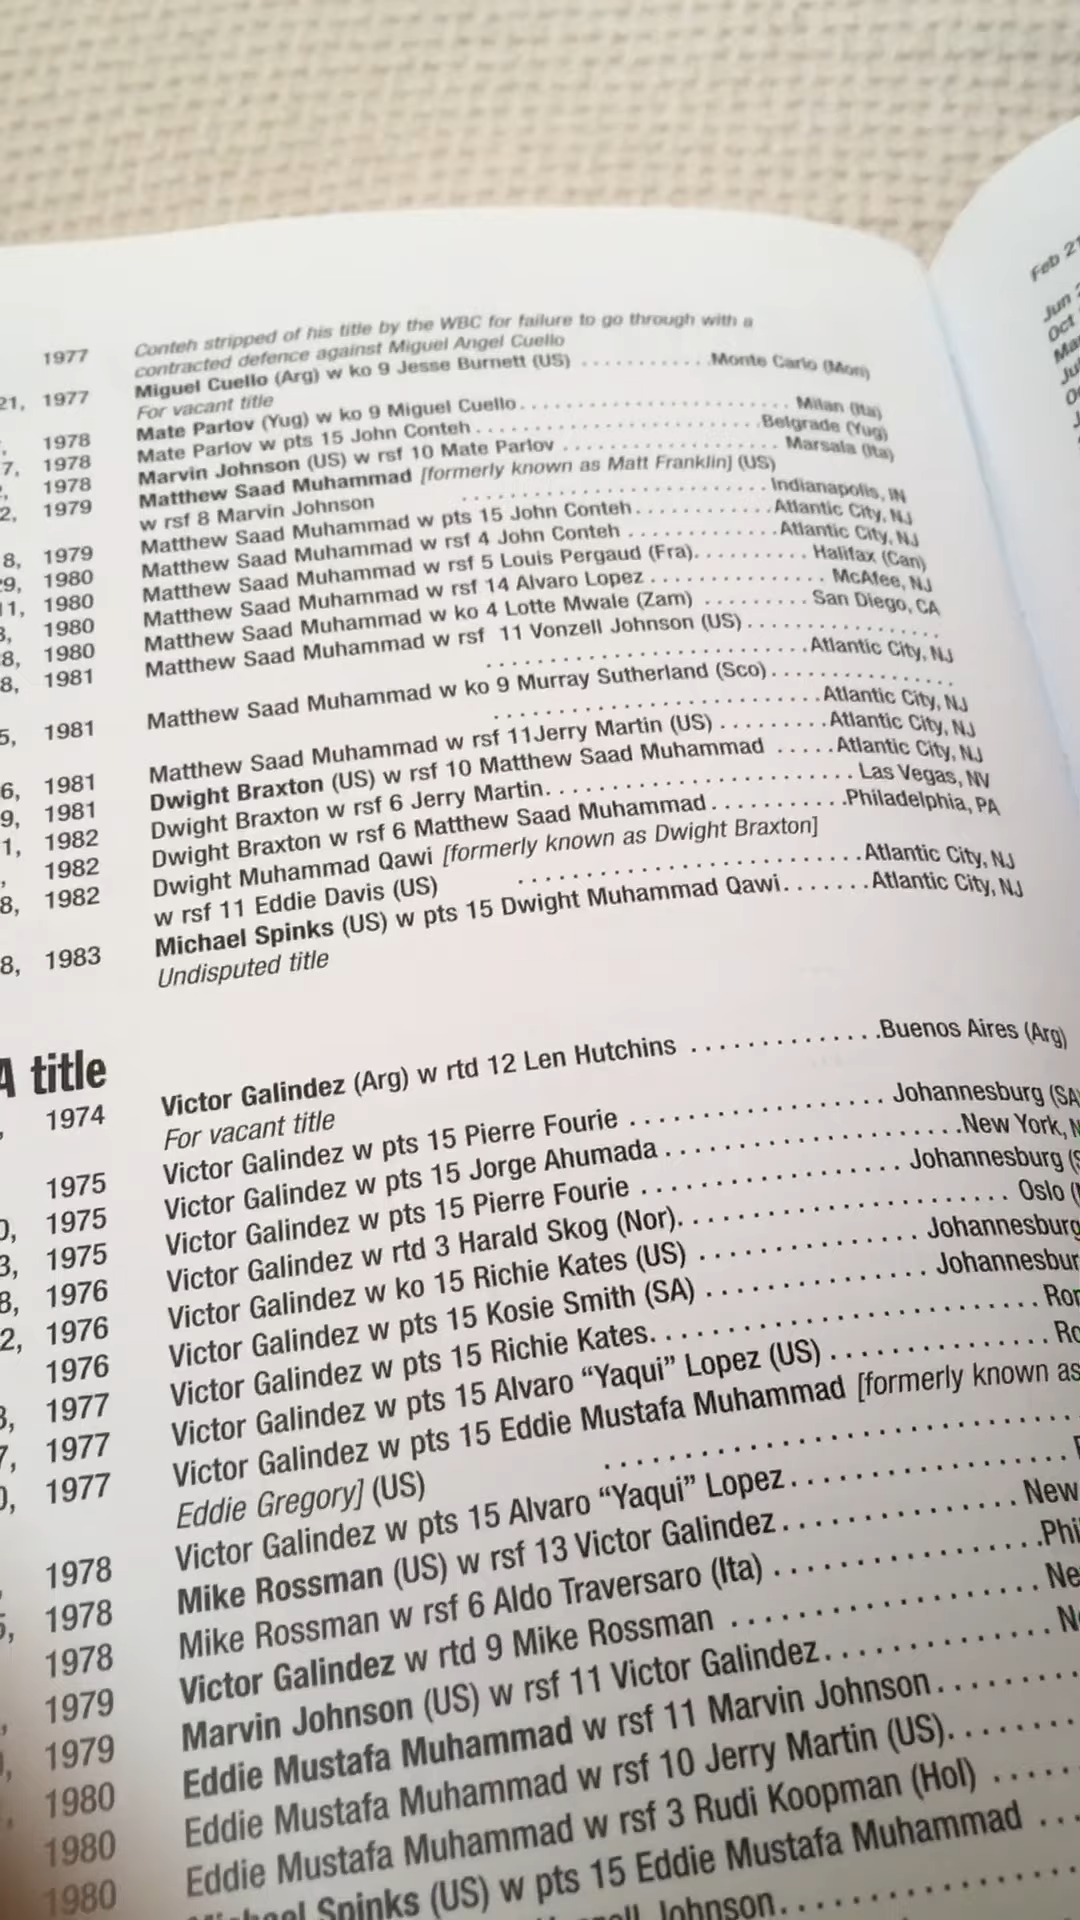 1977 Conteh stripped of his title by the WBC for failure to go through with a
contracted defence against Miguel Angel Cuello
21, 1977 Miguel Cuello (Arg) w ko 9 Jesse Burnett (US) ............Monte Carlo (Mon)
For vacant title
1978 Mate Parlov (Yug) w ko 9 Miguel Cuello........................ Milan (Ita)
7, 1978 Mate Parlov w pts 15 John Conteh ........................Belgrade (Yug)
1978 Marvin Johnson (US) w rsf 10 Mate Parlov .................... Marsala (Ita)
2, 1979 Matthew Saad Muhammad [formerly known as Matt Franklin] (US)
w rsf 8 Marvin Johnson ............................Indianapolis, IN
8, 1979 Matthew Saad Muhammad w pts 15 John Conteh............Atlantic City, NJ
29, 1980 Matthew Saad Muhammad w rsf 4 John Conteh ............Atlantic City, NJ
11, 1980 Matthew Saad Muhammad w rsf 5 Louis Pergaud (Fra).......... Halifax (Can)
1980 Matthew Saad Muhammad w rsf 14 Alvaro Lopez ............... McAfee, NJ
8, 1980 Matthew Saad Muhammad w ko 4 Lotte Mwale (Zam) ......... San Diego, CA
8, 1981 Matthew Saad Muhammad w rsf 11 Vonzell Johnson (US) ................
............................Atlantic City, NJ
5, 1981 Matthew Saad Muhammad w ko 9 Murray Sutherland (Sco)...............
............................Atlantic City, NJ
6, 1981 Matthew Saad Muhammad w rsf 11Jerry Martin (US) .........Atlantic City, NJ
9, 1981 Dwight Braxton (US) w rsf 10 Matthew Saad Muhammad .....Atlantic City, NJ
1, 1982 Dwight Braxton w rsf 6 Jerry Martin........................ Las Vegas, NV
, 1982 Dwight Braxton w rsf 6 Matthew Saad Muhammad...........Philadelphia, PA
8, 1982 Dwight Muhammad Qawi [formerly known as Dwight Braxton]
w rsf 11 Eddie Davis (US) ............................Atlantic City, NJ
8, 1983 Michael Spinks (US) w pts 15 Dwight Muhammad Qawi.......Atlantic City, NJ
Undisputed title
A title
, 1974 Victor Galindez (Arg) w rtd 12 Len Hutchins ..............Buenos Aires (Arg)
For vacant title
1975 Victor Galindez w pts 15 Pierre Fourie .................. Johannesburg (SA
0, 1975 Victor Galindez w pts 15 Jorge Ahumada .....................New York,
3, 1975 Victor Galindez w pts 15 Pierre Fourie .................. Johannesburg (
8, 1976 Victor Galindez w rtd 3 Harald Skog (Nor)...................... Oslo (
2, 1976 Victor Galindez w ko 15 Richie Kates (US) ............... Johannesburg
1976 Victor Galindez w pts 15 Kosie Smith (SA) ............... Johannesbur
3, 1977 Victor Galindez w pts 15 Richie Kates......................... Ro
7, 1977 Victor Galindez w pts 15 Alvaro “Yaqui” Lopez (US) .............. Ro
0, 1977 Victor Galindez w pts 15 Eddie Mustafa Muhammad [formerly known as
Eddie Gregory] (US) ..............................
1978 Victor Galindez w pts 15 Alvaro “Yaqui” Lopez...................
5, 1978 Mike Rossman (US) w rsf 13 Victor Galindez............... New
1978 Mike Rossman w rsf 6 Aldo Traversaro (Ita) .................Phi
1979 Victor Galindez w rtd 9 Mike Rossman .................... Ne
1979 Marvin Johnson (US) w rsf 11 Victor Galindez............... N
1980 Eddie Mustafa Muhammad w rsf 11 Marvin Johnson.........
1980 Eddie Mustafa Muhammad w rsf 10 Jerry Martin (US).........
1980 Eddie Mustafa Muhammad w rsf 3 Rudi Koopman (Hol) ......
Spinks (US) w pts 15 Eddie Mustafa Muhammad ...
Johnson...............
Feb 21
Jun 2
Oct